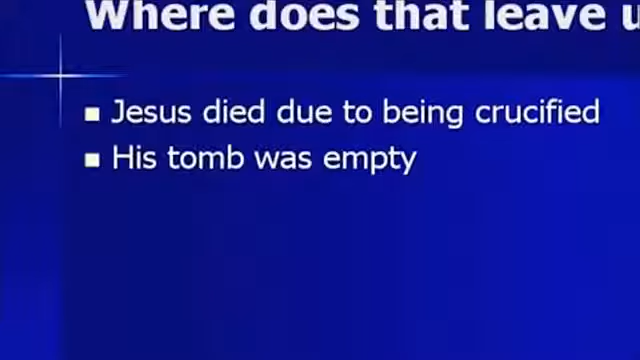 Where does that leave
Jesus died due to being crucified
His tomb was empty